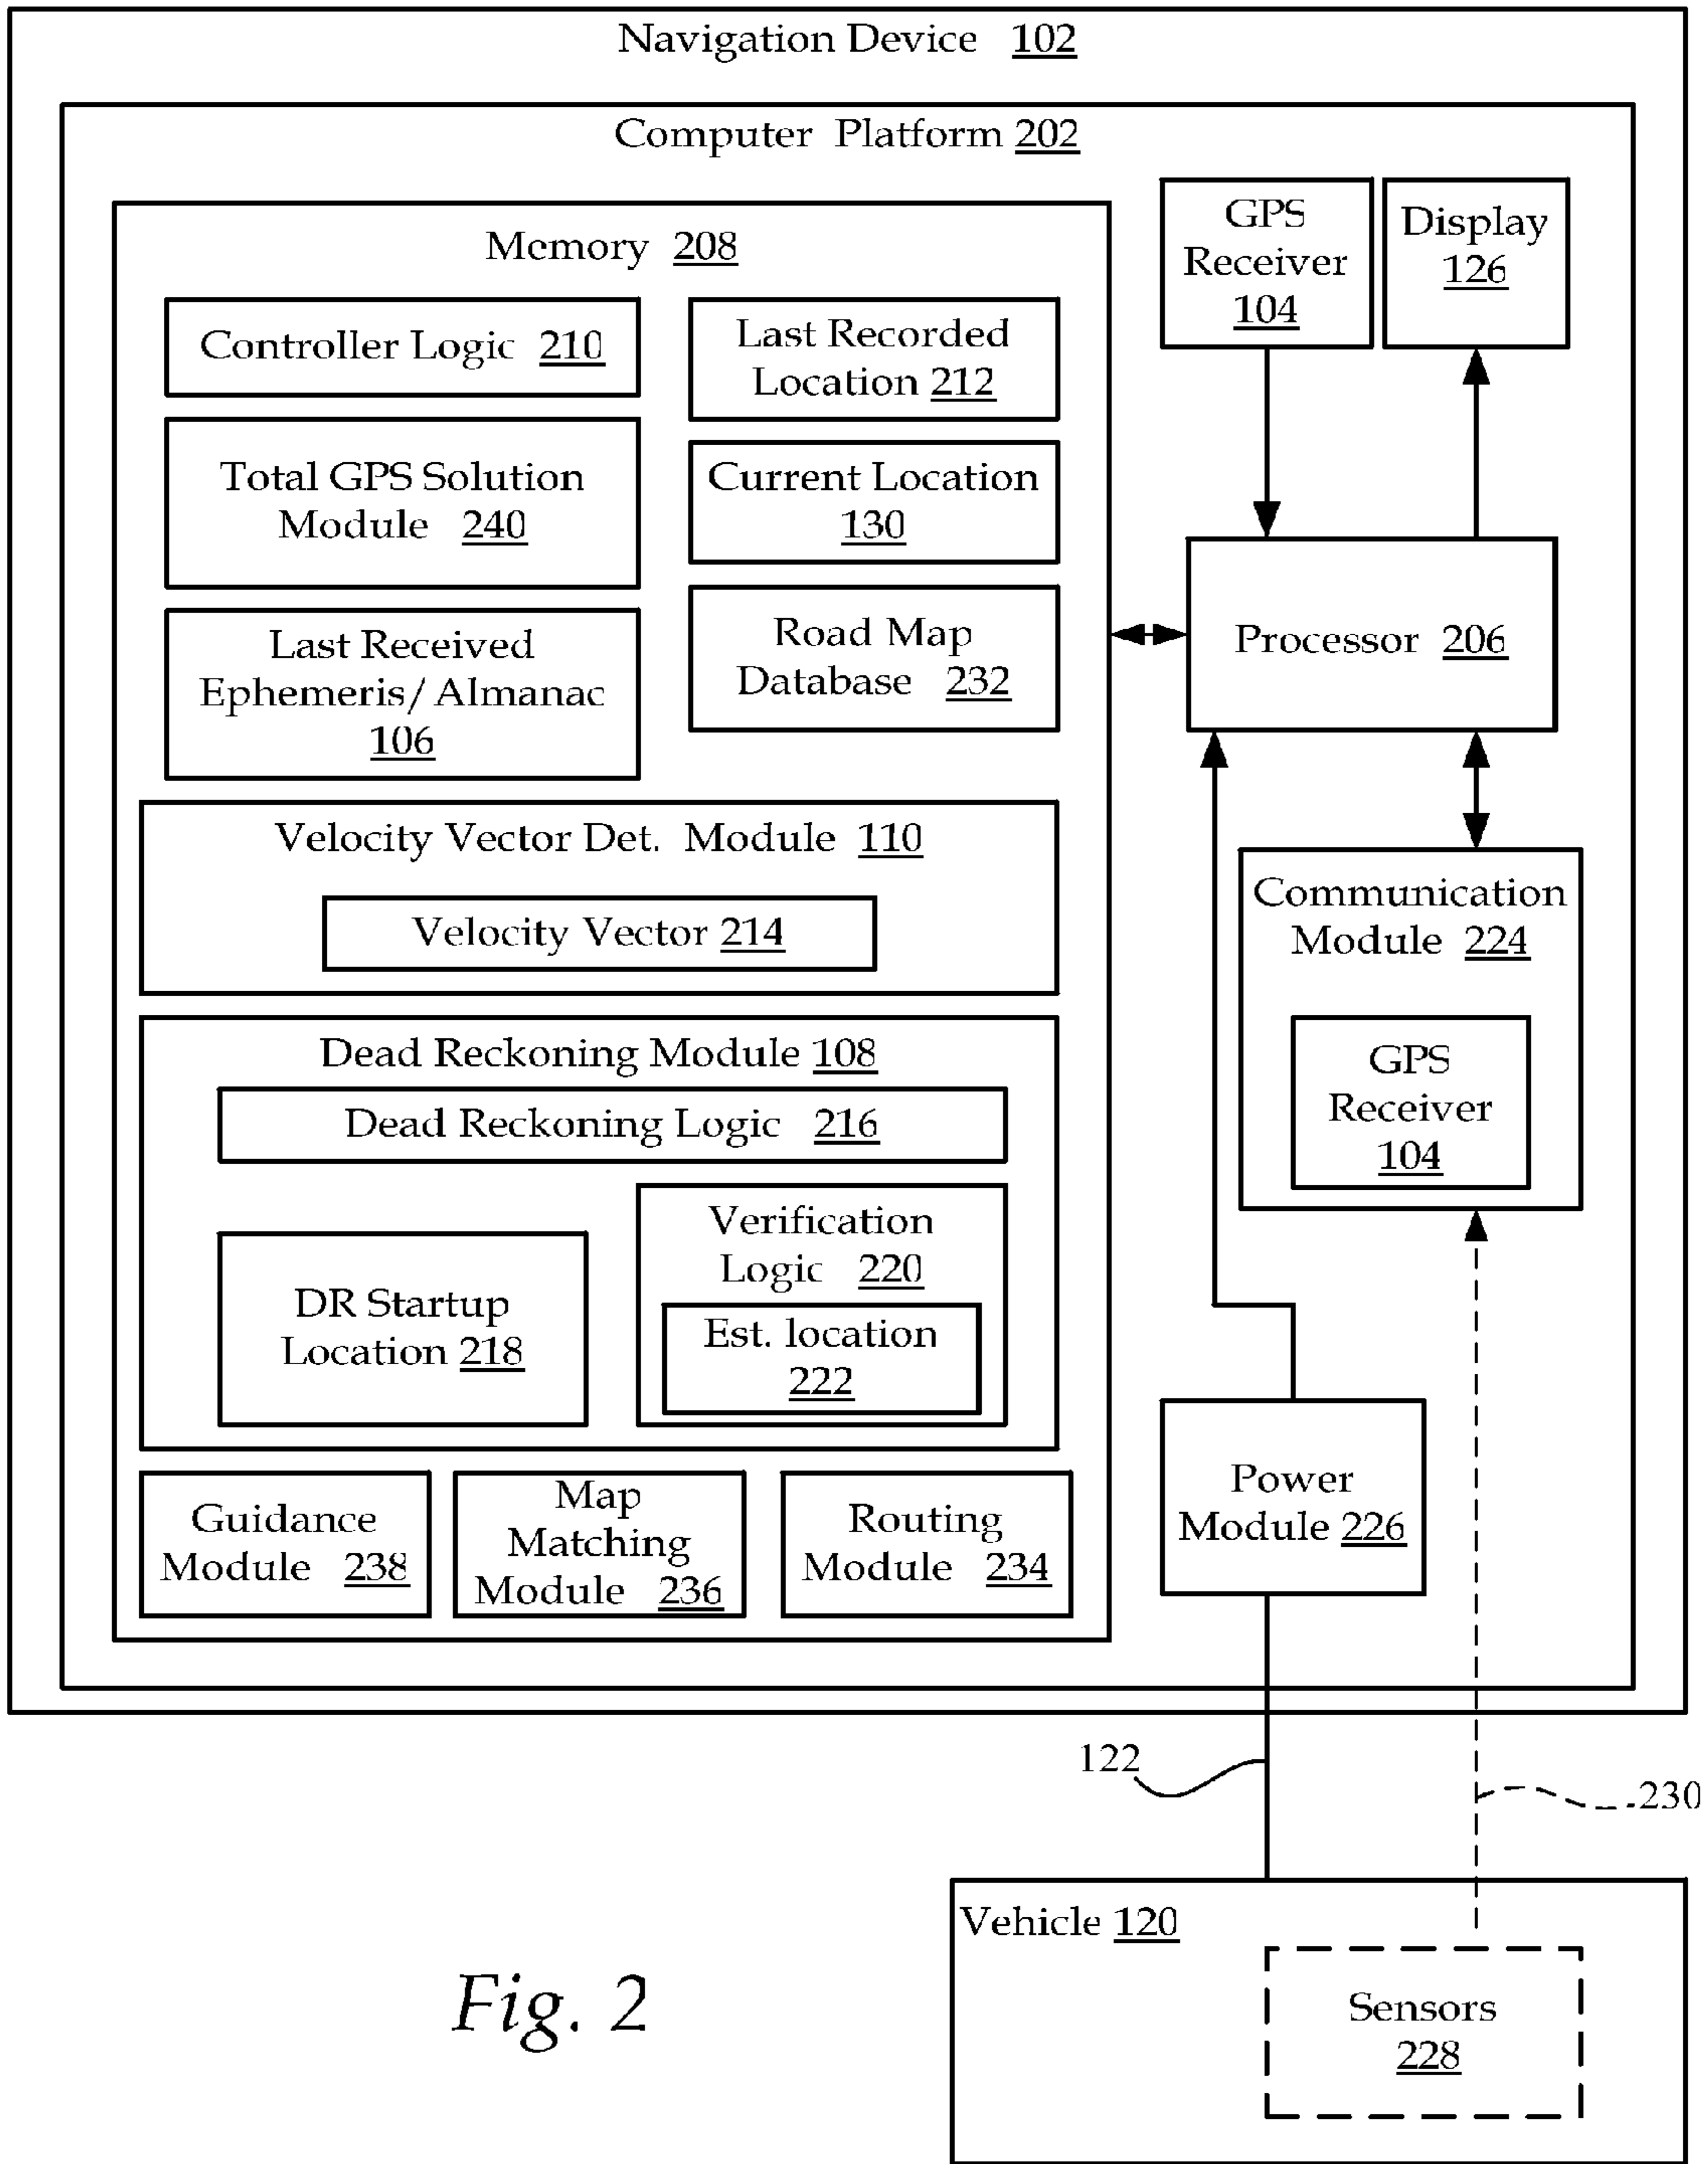 Navigation Device 102
Computer Platform 202
Memory 208
Controller Logic 210
Total GPS Solution
Module 240
Last Received
Ephemeris/Almanac
106
Last Recorded
Location 212
Current Location
130
Road Map
Database 232
Velocity Vector Det. Module 110
Velocity Vector 214
Dead Reckoning Module 108
Dead Reckoning Logic 216
DR Startup
Location 218
Verification
Logic 220
Est. location
222
Guidance
Module 238
Map
Matching
Module 236
Routing
Module 234
GPS
Receiver
104
Display
126
Processor 206
Communication
Module 224
GPS
Receiver
104
Power
Module 226
122
230
Vehicle 120
Sensors
228
Fig. 2